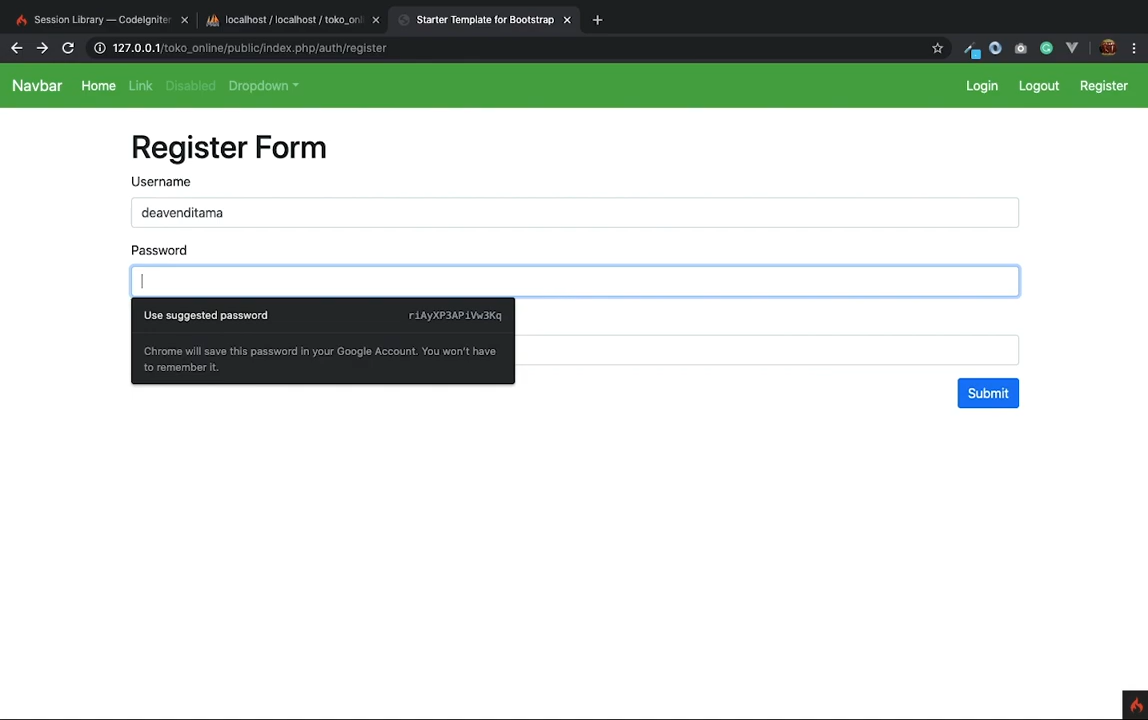 Session Library — CodeIgniter
localhost / localhost / toko_onli
Starter Template for Bootstrap
127.0.0.1/toko_online/public/index.php/auth/register
Navbar Home Link Disabled Dropdown Login Logout Register
Register Form
Username
deavenditama
Password
Use suggested password riAyXP3APiVw3Kq
Chrome will save this password in your Google Account. You won't have
to remember it.
Submit